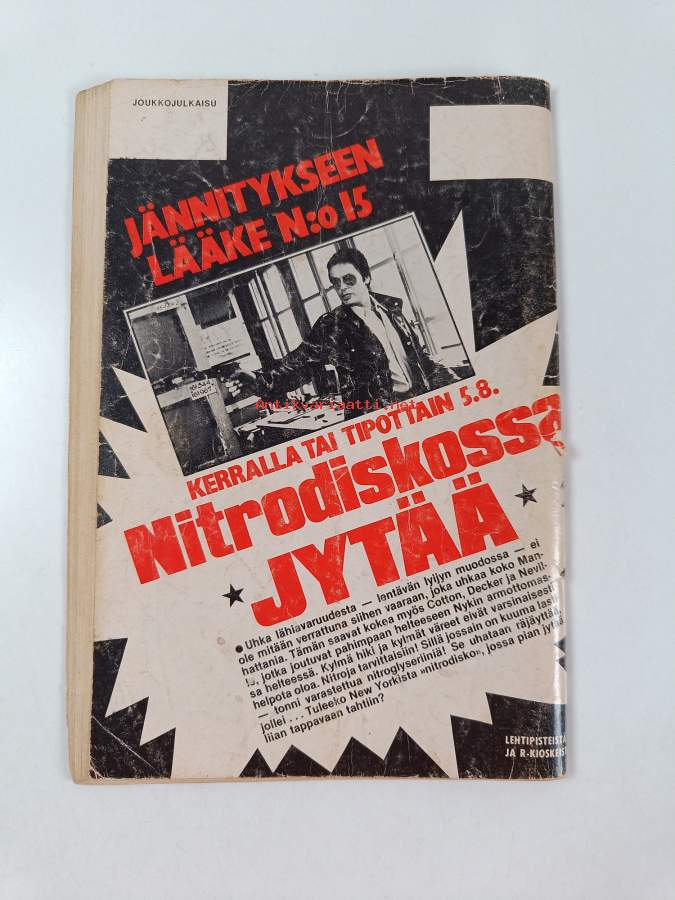 JOUKKOJULKAISU
JÄNNITYKSEEN
LÄÄKE N:o 15
Antikvariaatti.net
KERRALLA TAI TIPOTTAIN 5.8.
Nitrodiskossa
JYTÄÄ
Uhka lähiavaruudesta — lentävän lyijyn muodossa — ei
ole mitään verrattuna siihen vaaraan, joka uhkaa koko Man-
hattania. Tämän saavat kokea myös Cotton, Decker ja Nevil-
jotka joutuvat pahimpaan helteeseen Nykin armottomas-
sa helteessä. Kylmä hiki ja kylmät väreet eivät varsinaisesti
helpota oloa. Nitroja tarvittaisiin! Sillä jossain on kuuma lasti
— tonni varastettua nitroglyseriiniä! Se uhataan räjäyttää,
jollei . . . Tuleeko New Yorkista »nitrodisko», jossa pian jytää
liian tappavaan tahtiin?
LEHTIPISTEISTÄ
JA R-KIOSKEIST